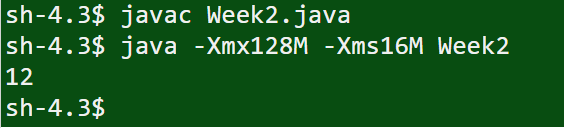 sh-4.3$ javac Week2.java
sh-4.3$ java -Xmx128M -Xms16M Week2
12
sh-4.3$